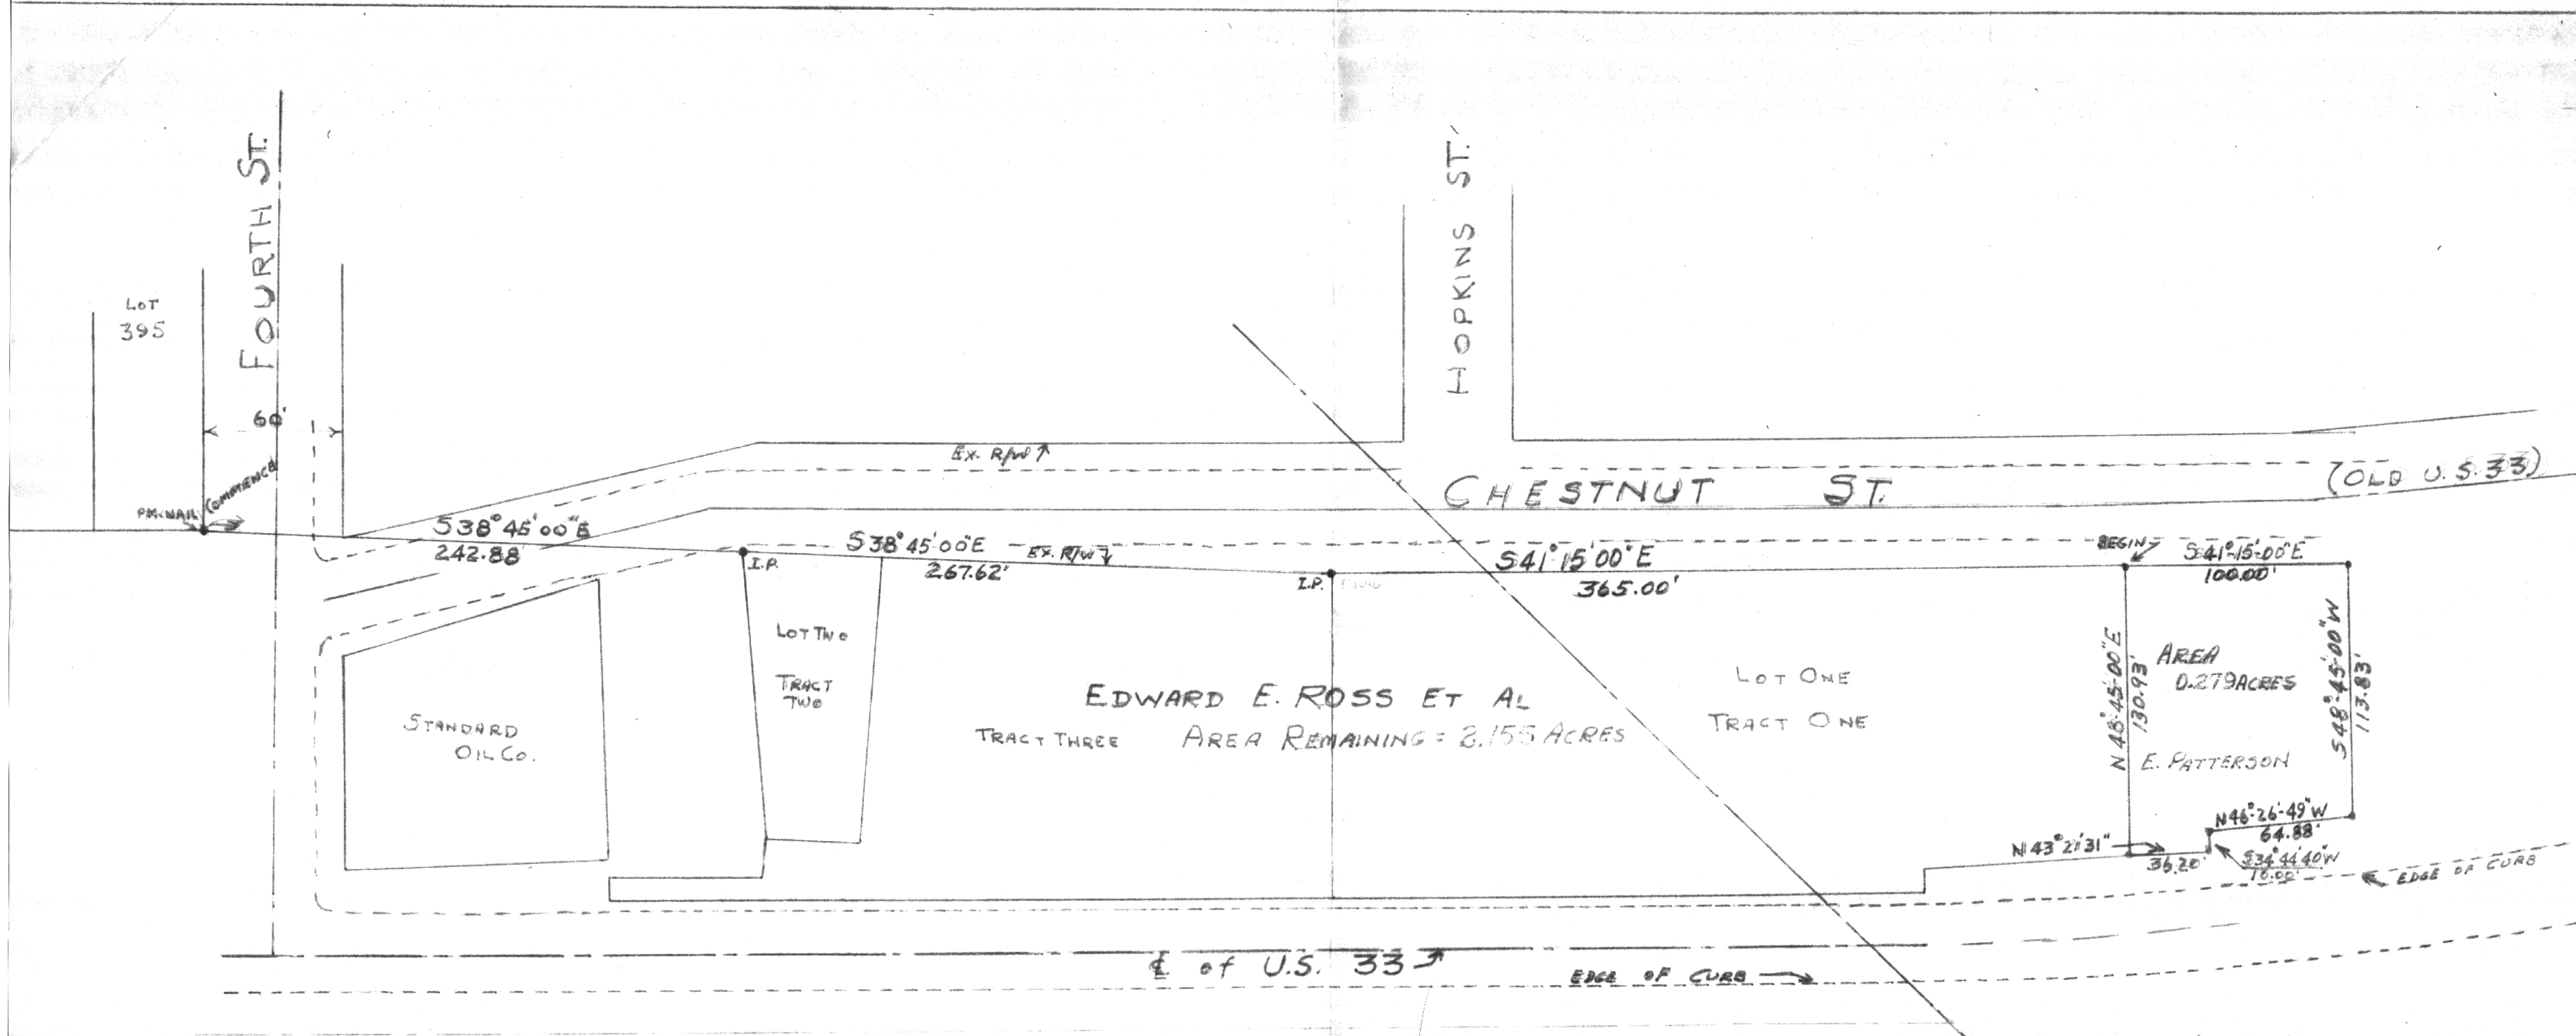 FOURTH ST.
HOPKINS ST.
LOT
395
60'
COMMENCE
P.K. NAIL
EX. R/W
CHESTNUT ST.
(OLD U.S. 33)
S38°45'00"E
242.88
I.P.
S38°45'00"E
267.62'
EX. R/W
I.P.
S41°15'00"E
365.00'
BEGIN
S41°-15'-00"E
100.00'
LOT TWO
TRACT
TWO
STANDARD
OIL CO.
EDWARD E. ROSS ET AL
TRACT THREE
AREA REMAINING = 2.155 ACRES
LOT ONE
TRACT ONE
N 48°-45'-00"E
130.93'
AREA
0.279 ACRES
E. PATTERSON
S48°-45'-00"W
113.83'
N46°-26'-49"W
64.88'
N 43°21'31"
36.20'
S34°44'40"W
10.00'
EDGE OF CURB
℄ of U.S. 33
EDGE OF CURB